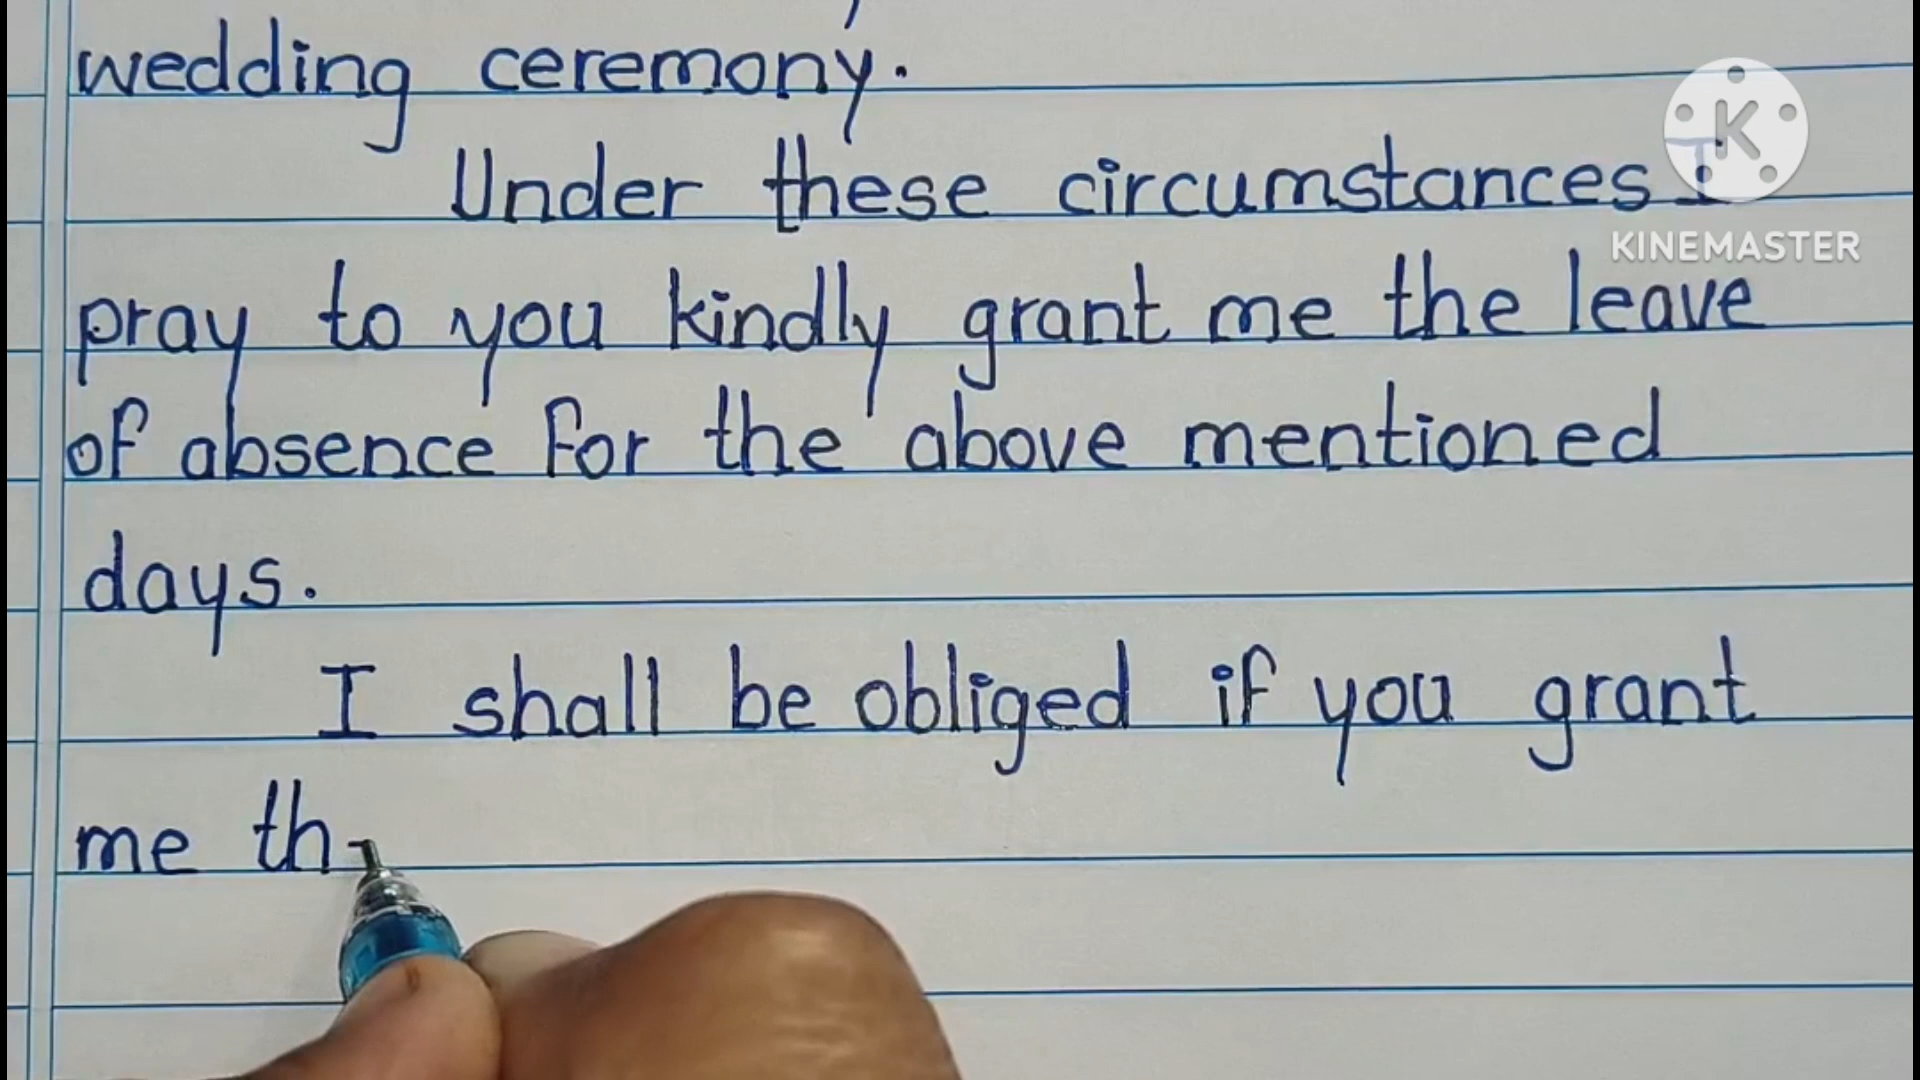 wedding ceremony.
Under these circumstances I
KINEMASTER
pray to you kindly grant me the leave
of absence for the above mentioned
days.
I shall be obliged if you grant
me th